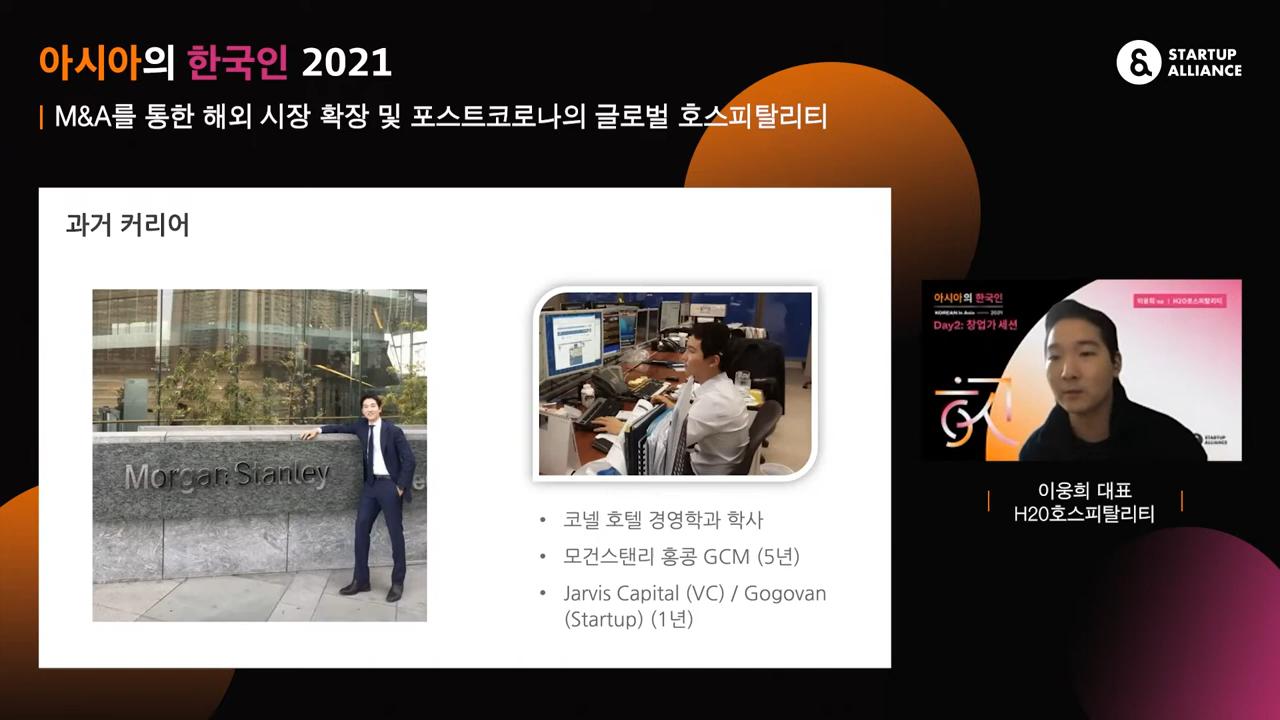 아시아의 한국인 2021
M&A를 통한 해외 시장 확장 및 포스트코로나의 글로벌 호스피탈리티
STARTUP
ALLIANCE
과거 커리어
Morgan Stanley
• 코넬 호텔 경영학과 학사
• 모건스탠리 홍콩 GCM (5년)
• Jarvis Capital (VC) / Gogovan
(Startup) (1년)
아시아의 한국인
KOREAN in Asia 2021
Day2: 창업가 세션
이웅희 | H2O호스피탈리티
STARTUP
ALLIANCE
이웅희 대표
H2O호스피탈리티